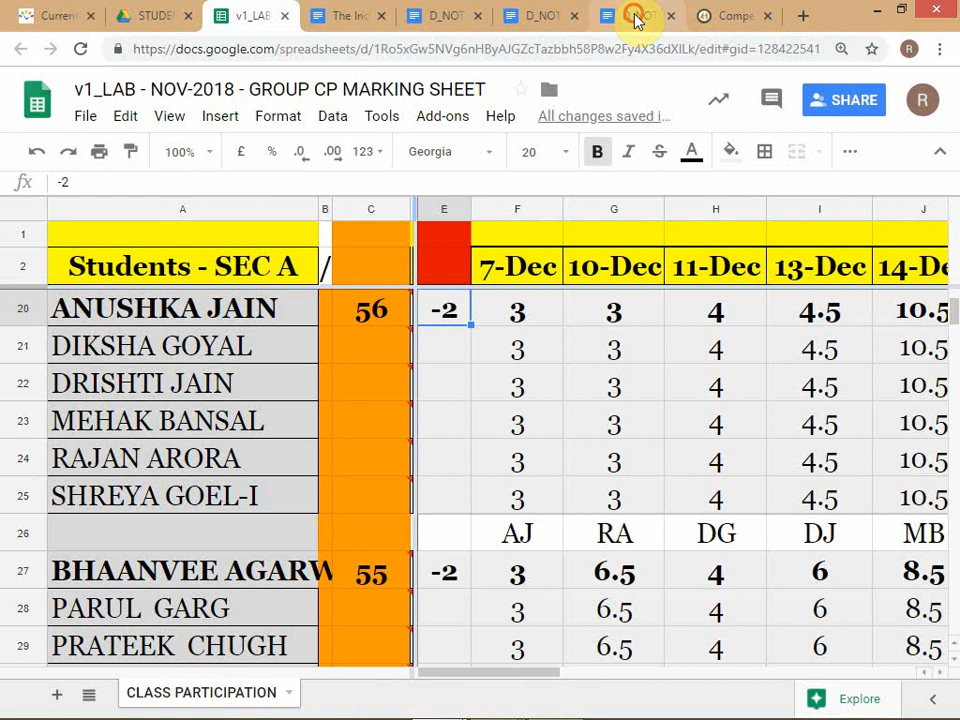 Current STUDEN v1_LAB The Ind D_NOT D_NOT Compe
https://docs.google.com/spreadsheets/d/1Ro5xGw5NVg6nHByAJGZcTazbbh58P8w2Fy4X36dXlLk/edit#gid=128422541 R
v1_LAB - NOV-2018 - GROUP CP MARKING SHEET SHARE R
File Edit View Insert Format Data Tools Add-ons Help All changes saved i...
100% £ % .0 .00 123 Georgia 20 B I S A ...
fx -2
A B C E F G H I J
1
2 Students - SEC A / 7-Dec 10-Dec 11-Dec 13-Dec 14-De
20 ANUSHKA JAIN 56 -2 3 3 4 4.5 10.5
21 DIKSHA GOYAL 3 3 4 4.5 10.5
22 DRISHTI JAIN 3 3 4 4.5 10.5
23 MEHAK BANSAL 3 3 4 4.5 10.5
24 RAJAN ARORA 3 3 4 4.5 10.5
25 SHREYA GOEL-I 3 3 4 4.5 10.5
26 AJ RA DG DJ MB
27 BHAANVEE AGARW 55 -2 3 6.5 4 6 8.5
28 PARUL GARG 3 6.5 4 6 8.5
29 PRATEEK CHUGH 3 6.5 4 6 8.5
+ CLASS PARTICIPATION Explore